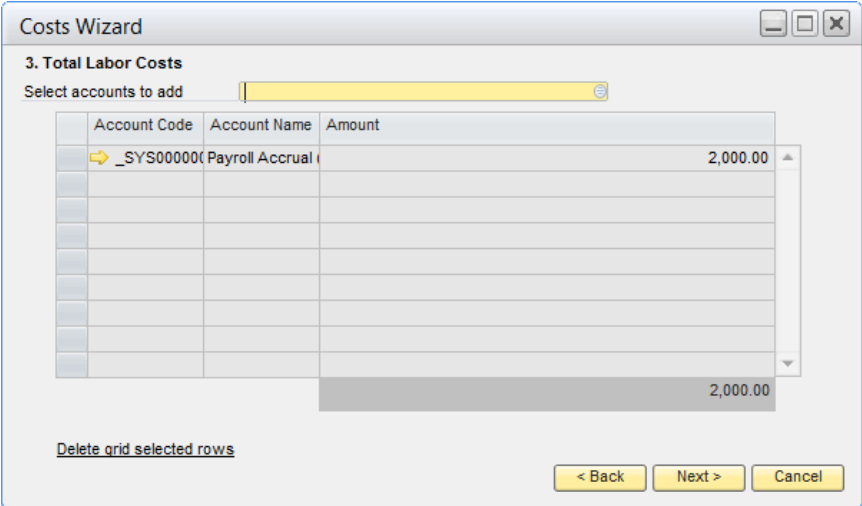 Costs Wizard
3. Total Labor Costs
Select accounts to add
Account Code Account Name Amount
_SYS000000 Payroll Accrual ( 2,000.00
2,000.00
Delete grid selected rows
< Back Next > Cancel